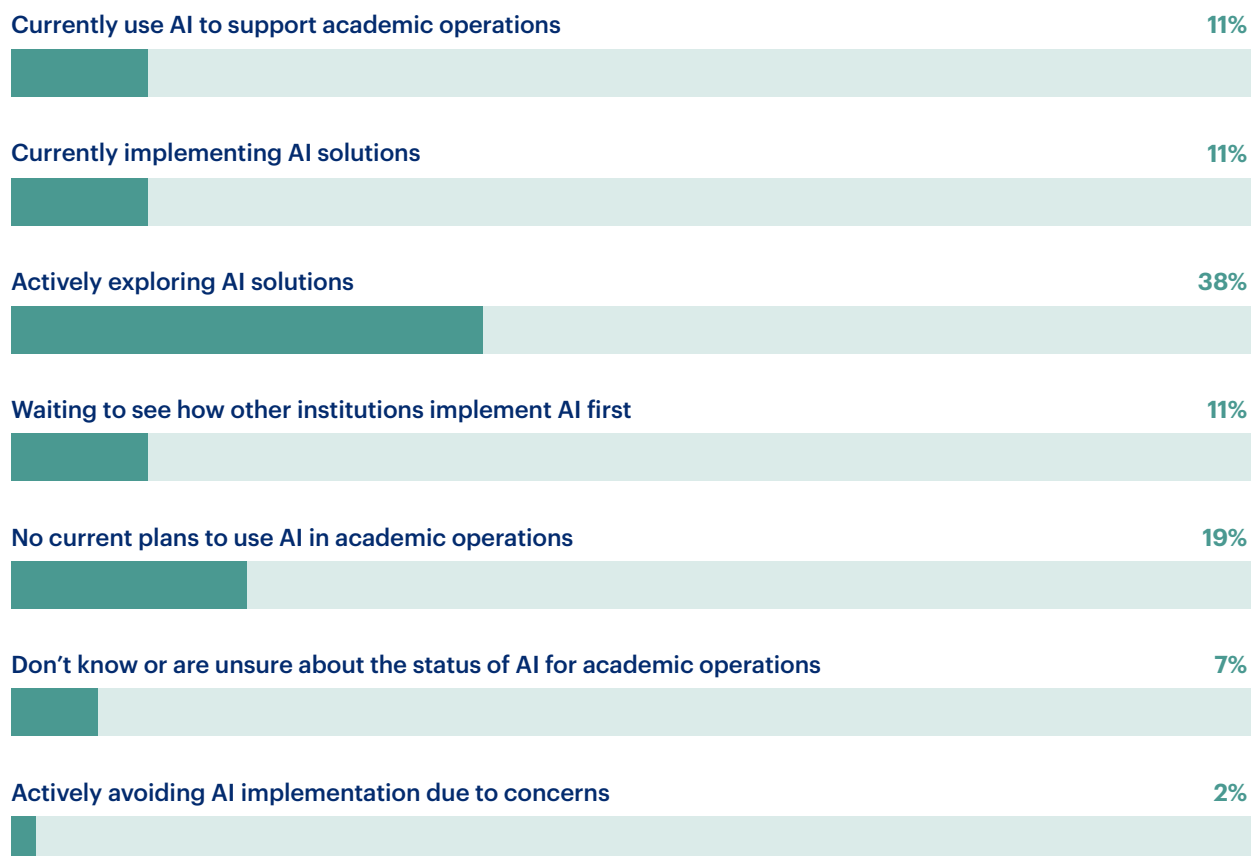 Currently use AI to support academic operations 11%
Currently implementing AI solutions 11%
Actively exploring AI solutions 38%
Waiting to see how other institutions implement AI first 11%
No current plans to use AI in academic operations 19%
Don’t know or are unsure about the status of AI for academic operations 7%
Actively avoiding AI implementation due to concerns 2%